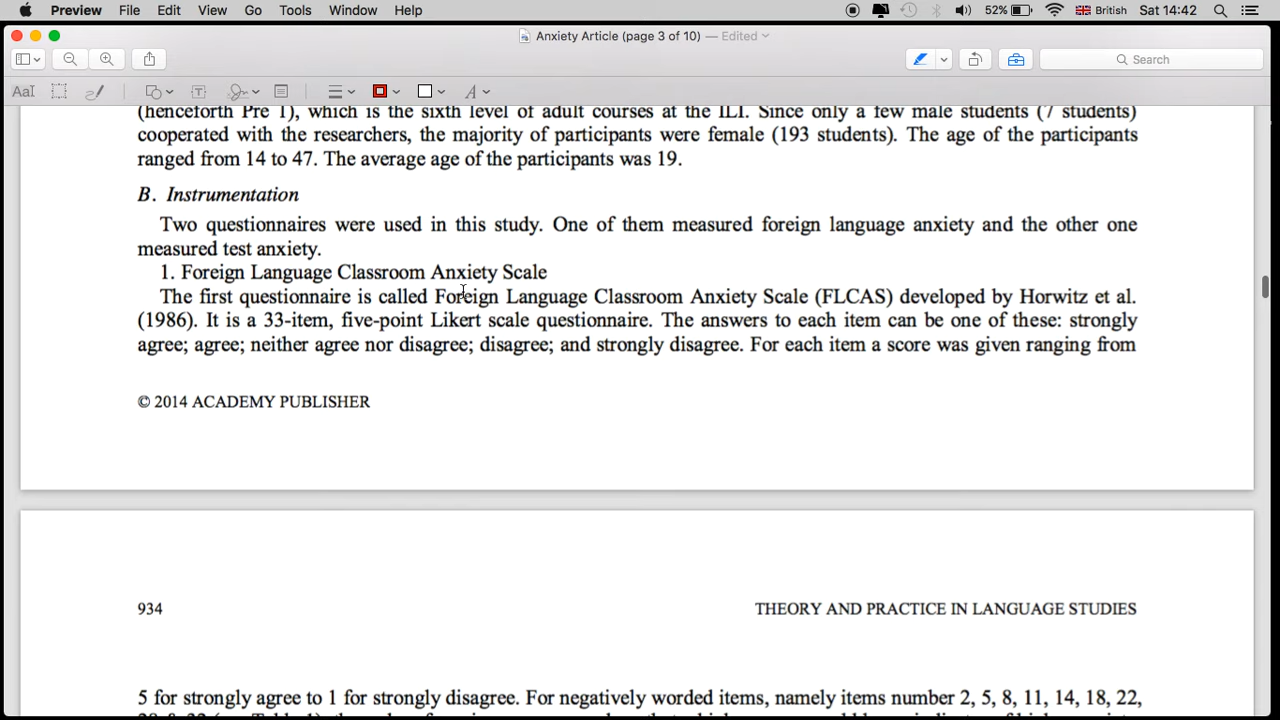 Preview File Edit View Go Tools Window Help 52% British Sat 14:42
Anxiety Article (page 3 of 10) — Edited
Search
AaI T A
(henceforth Pre 1), which is the sixth level of adult courses at the ILI. Since only a few male students (7 students)
cooperated with the researchers, the majority of participants were female (193 students). The age of the participants
ranged from 14 to 47. The average age of the participants was 19.
B. Instrumentation
Two questionnaires were used in this study. One of them measured foreign language anxiety and the other one
measured test anxiety.
1. Foreign Language Classroom Anxiety Scale
The first questionnaire is called Foreign Language Classroom Anxiety Scale (FLCAS) developed by Horwitz et al.
(1986). It is a 33-item, five-point Likert scale questionnaire. The answers to each item can be one of these: strongly
agree; agree; neither agree nor disagree; disagree; and strongly disagree. For each item a score was given ranging from
© 2014 ACADEMY PUBLISHER
934 THEORY AND PRACTICE IN LANGUAGE STUDIES
5 for strongly agree to 1 for strongly disagree. For negatively worded items, namely items number 2, 5, 8, 11, 14, 18, 22,